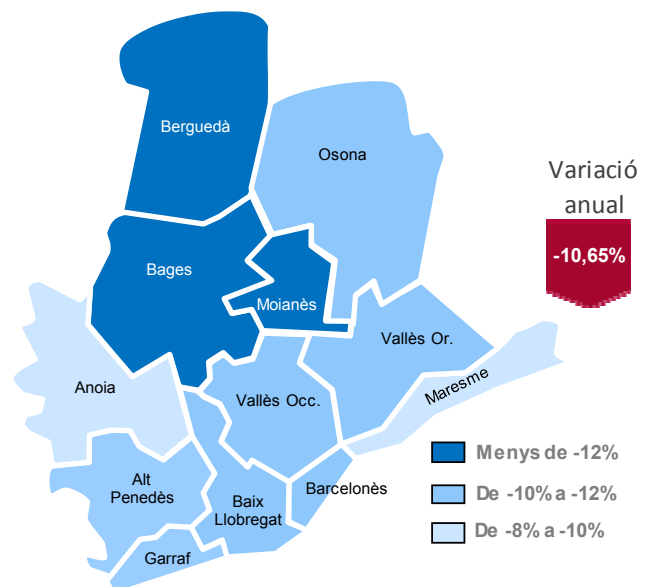 Berguedà
Osona
Variació
anual
-10,65%
Bages
Moianès
Vallès Or.
Anoia
Maresme
Vallès Occ.
Menys de -12%
Alt
Penedès
Baix
Llobregat
Barcelonès
De -10% a -12%
De -8% a -10%
Garraf